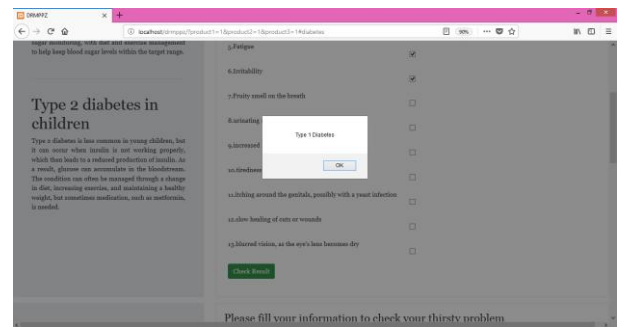 DRMPPZ
localhost/drmppz/?product1=1&product2=1&product3=1#diabetes
90%
sugar monitoring, with diet and exercise management
to help keep blood sugar levels within the target range.
Type 2 diabetes in
children
Type 2 diabetes is less common in young children, but
it can occur when insulin is not working properly,
which then leads to a reduced production of insulin. As
a result, glucose can accumulate in the bloodstream.
The condition can often be managed through a change
in diet, increasing exercise, and maintaining a healthy
weight, but sometimes medication, such as metformin,
is needed.
5.Fatigue
6.Irritability
7.Fruity smell on the breath
8.urinating
9.increased
10.tiredness
11.itching around the genitals, possibly with a yeast infection
12.slow healing of cuts or wounds
13.blurred vision, as the eye's lens becomes dry
Check Result
Type 1 Diabetes
OK
Please fill your information to check your thirsty problem